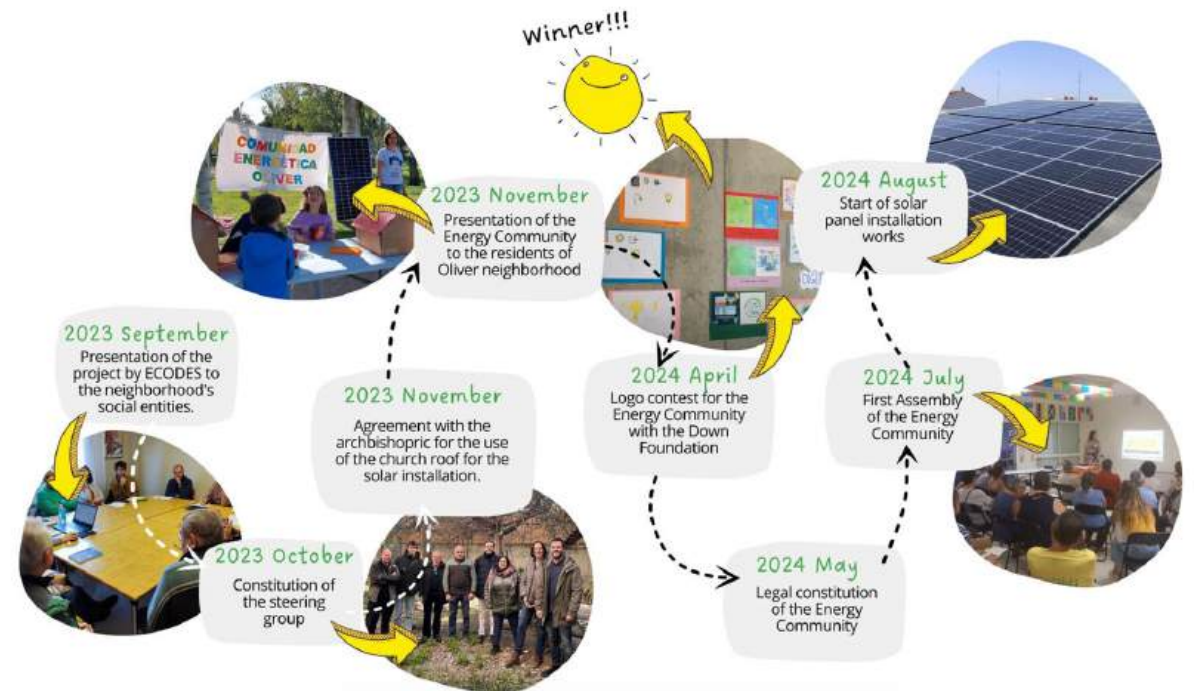 Winner!!!
COMUNIDAD
ENERGÉTICA
OLIVER
2023 November
Presentation of the
Energy Community
to the residents of
Oliver neighborhood
2024 August
Start of solar
panel installation
works
2023 September
Presentation of the
project by ECODES to
the neighborhood's
social entities.
2023 November
Agreement with the
archbishopric for the use
of the church roof for the
solar installation.
2024 April
Logo contest for the
Energy Community
with the Down
Foundation
2024 July
First Assembly
of the Energy
Community
2023 October
Constitution of
the steering
group
2024 May
Legal constitution
of the Energy
Community